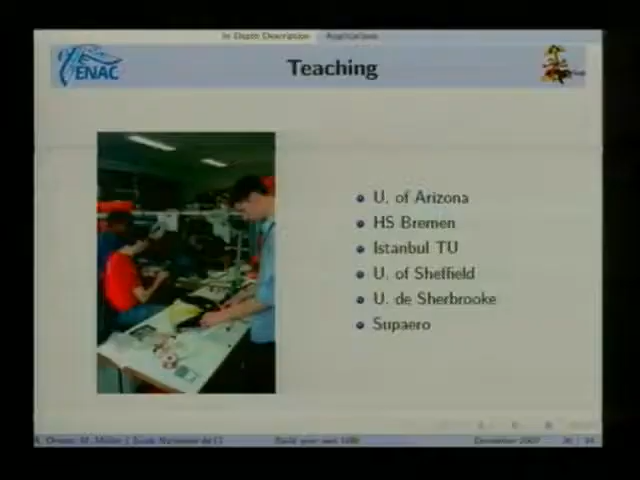 In Depth Description Applications
ENAC
Teaching
U. of Arizona
HS Bremen
Istanbul TU
U. of Sheffield
U. de Sherbrooke
Supaero
Build your own
December 2007